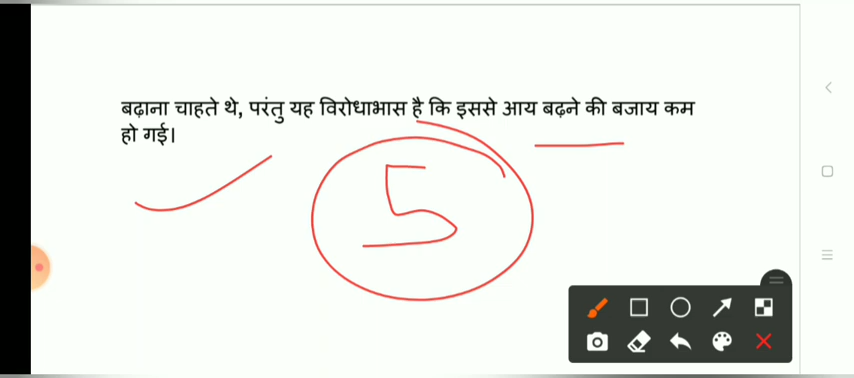 बढ़ाना चाहते थे, परंतु यह विरोधाभास है कि इससे आय बढ़ने की बजाय कम
हो गई।
5